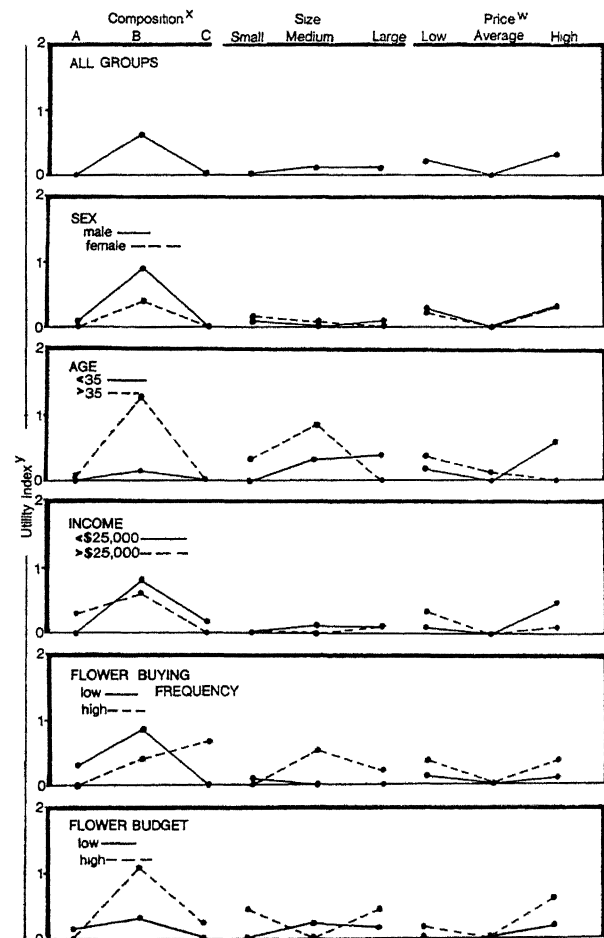 Composition X Size Price W
A B C Small Medium Large Low Average High
2
ALL GROUPS
1
0
2
SEX
male
female
1
0
2
AGE
<35
>35
1
0
Utility Index y
2
INCOME
<$25,000
>$25,000
1
0
2
FLOWER BUYING
low FREQUENCY
high
1
0
2
FLOWER BUDGET
low
high
1
0